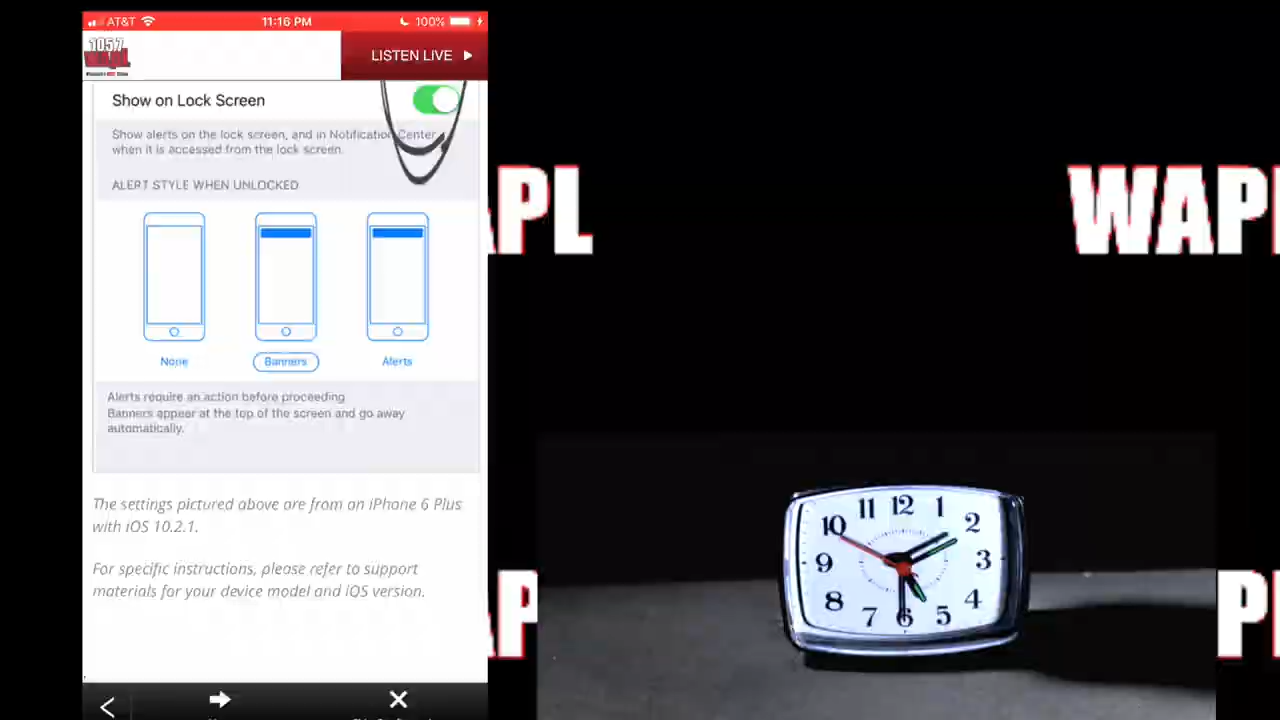 AT&T 11:16 PM 100%
105.7
WAPL
LISTEN LIVE
Show on Lock Screen
Show alerts on the lock screen, and in Notification Center
when it is accessed from the lock screen.
ALERT STYLE WHEN UNLOCKED
None Banners Alerts
Alerts require an action before proceeding
Banners appear at the top of the screen and go away
automatically.
The settings pictured above are from an iPhone 6 Plus
with iOS 10.2.1.
For specific instructions, please refer to support
materials for your device model and iOS version.
APL
WAPL
APL
P
12
1
2
3
4
5
6
7
8
9
10
11